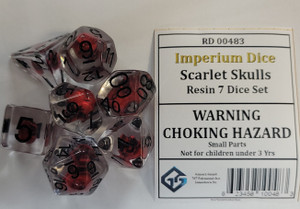 RD 00483
Imperium Dice
Scarlet Skulls
Resin 7 Dice Set
WARNING
CHOKING HAZARD
Small Parts
Not for children under 3 Yrs